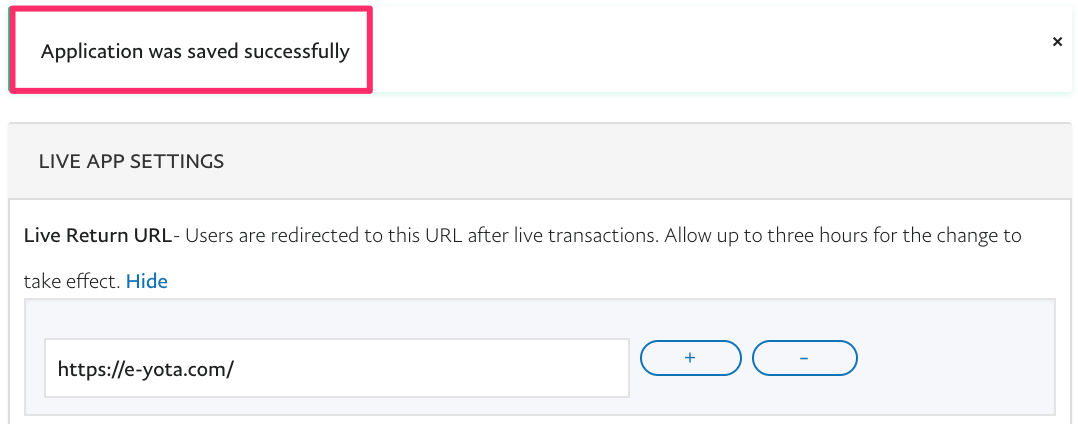 Application was saved successfully
×
LIVE APP SETTINGS
Live Return URL- Users are redirected to this URL after live transactions. Allow up to three hours for the change to
take effect. Hide
https://e-yota.com/
+
-